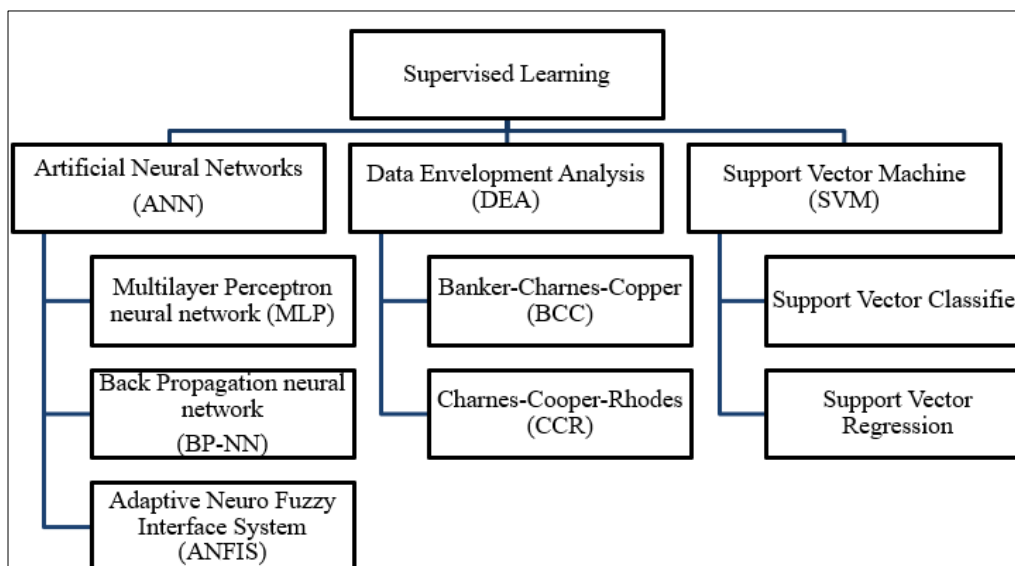 Supervised Learning
Artificial Neural Networks
(ANN)
Data Envelopment Analysis
(DEA)
Support Vector Machine
(SVM)
Multilayer Perceptron
neural network (MLP)
Banker-Charnes-Copper
(BCC)
Support Vector Classifie
Back Propagation neural
network
(BP-NN)
Charnes-Cooper-Rhodes
(CCR)
Support Vector
Regression
Adaptive Neuro Fuzzy
Interface System
(ANFIS)